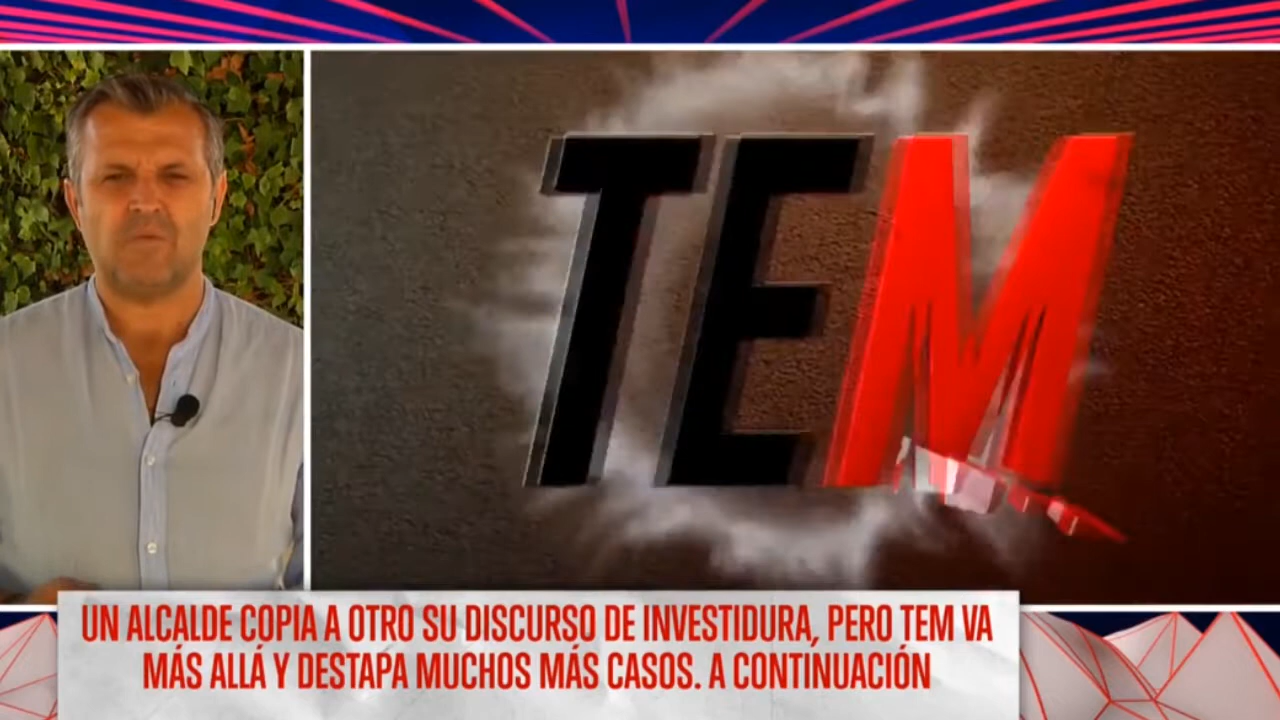 TEM
UN ALCALDE COPIA A OTRO SU DISCURSO DE INVESTIDURA, PERO TEM VA
MÁS ALLÁ Y DESTAPA MUCHOS MÁS CASOS. A CONTINUACIÓN